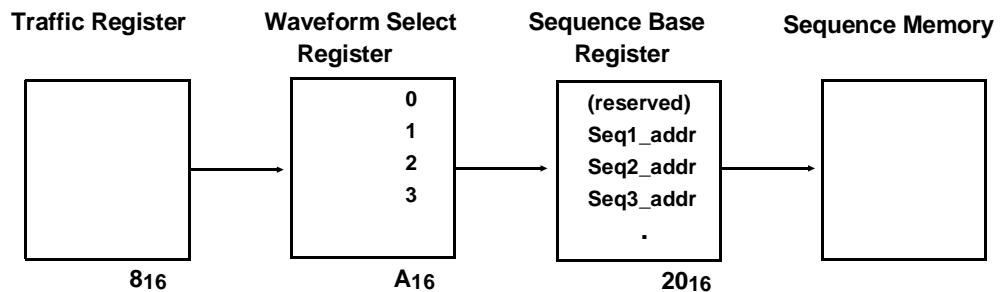 Traffic Register
Waveform Select
Register
Sequence Base
Register
Sequence Memory
0
1
2
3
(reserved)
Seq1_addr
Seq2_addr
Seq3_addr
.
816
A16
2016